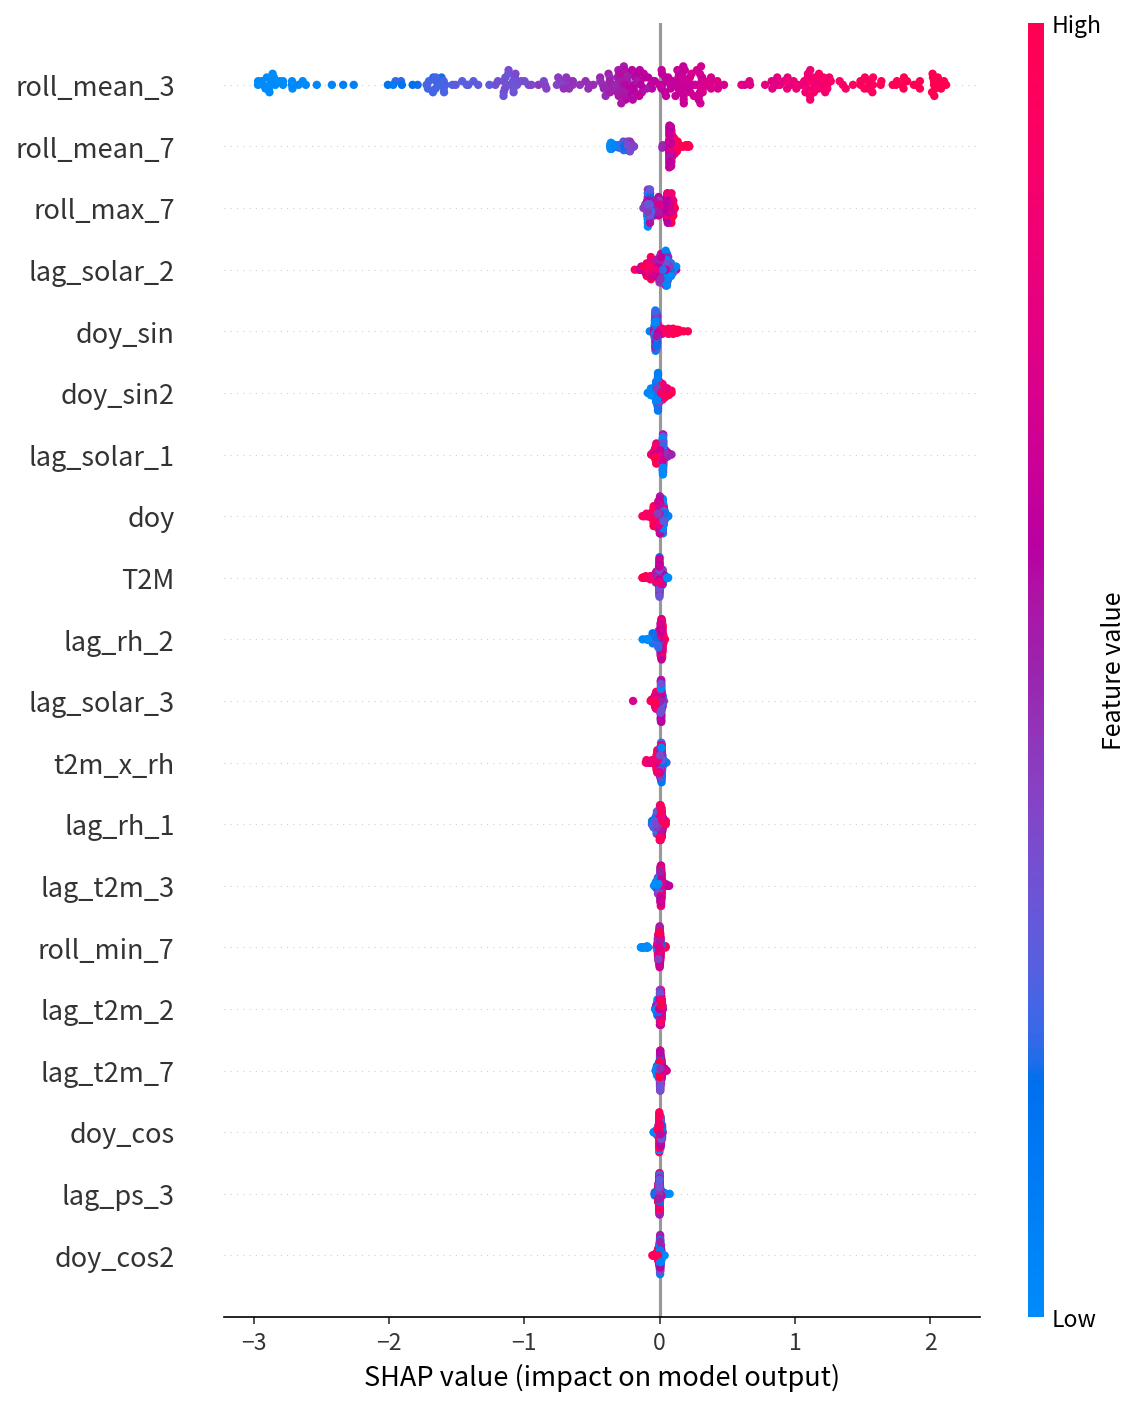 High
roll_mean_3
roll_mean_7
roll_max_7
lag_solar_2
doy_sin
doy_sin2
lag_solar_1
doy
T2M
lag_rh_2
lag_solar_3
t2m_x_rh
lag_rh_1
lag_t2m_3
roll_min_7
lag_t2m_2
lag_t2m_7
doy_cos
lag_ps_3
doy_cos2
Feature value
Low
−3 −2 −1 0 1 2
SHAP value (impact on model output)